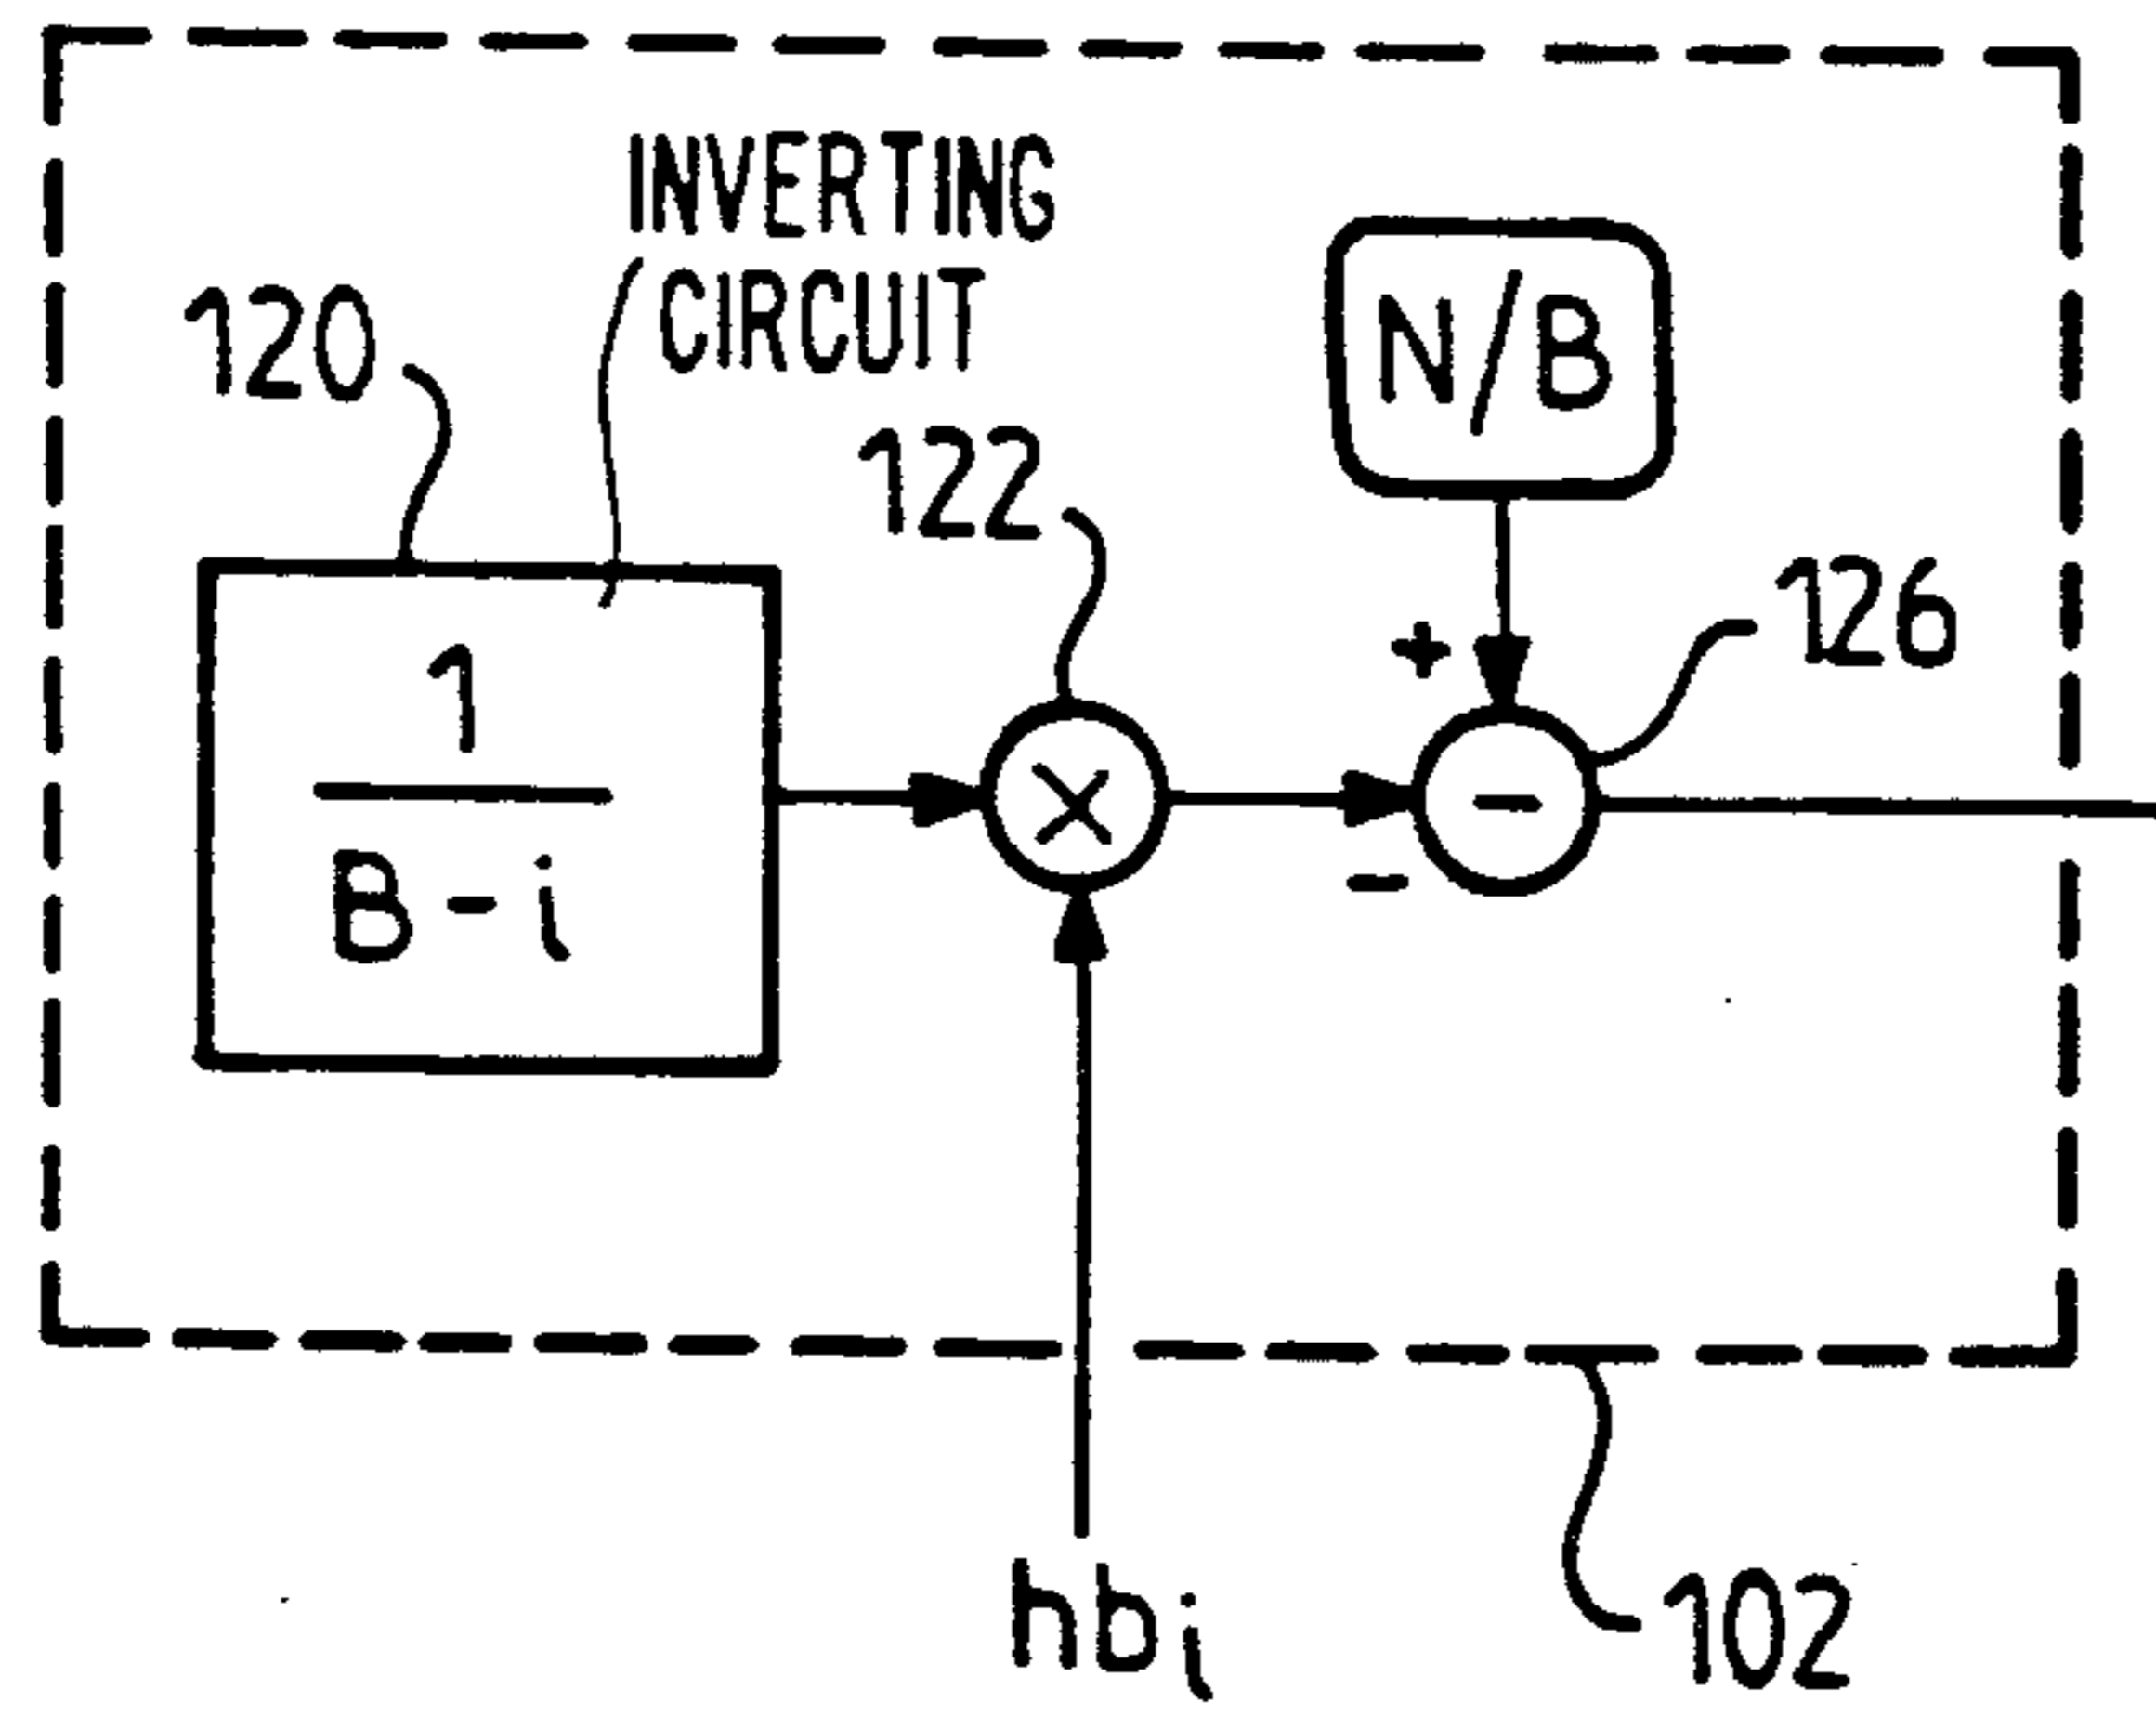 INVERTING
CIRCUIT
120
N/B
122
126
+
1
B-i
×
-
-
hbi
102